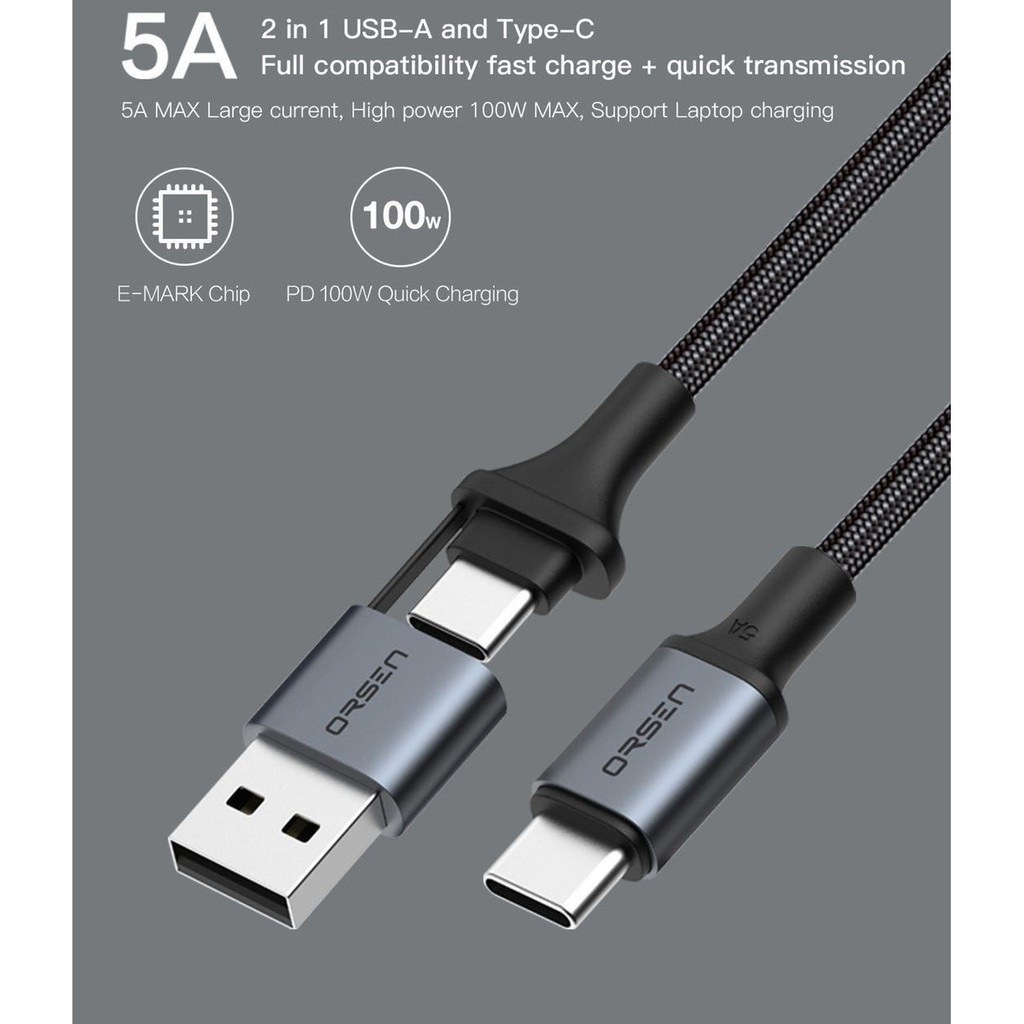 5A
2 in 1 USB-A and Type-C
Full compatibility fast charge + quick transmission
5A MAX Large current, High power 100W MAX, Support Laptop charging
100w
E-MARK Chip
PD 100W Quick Charging
5A
ORSEN
ORSEN